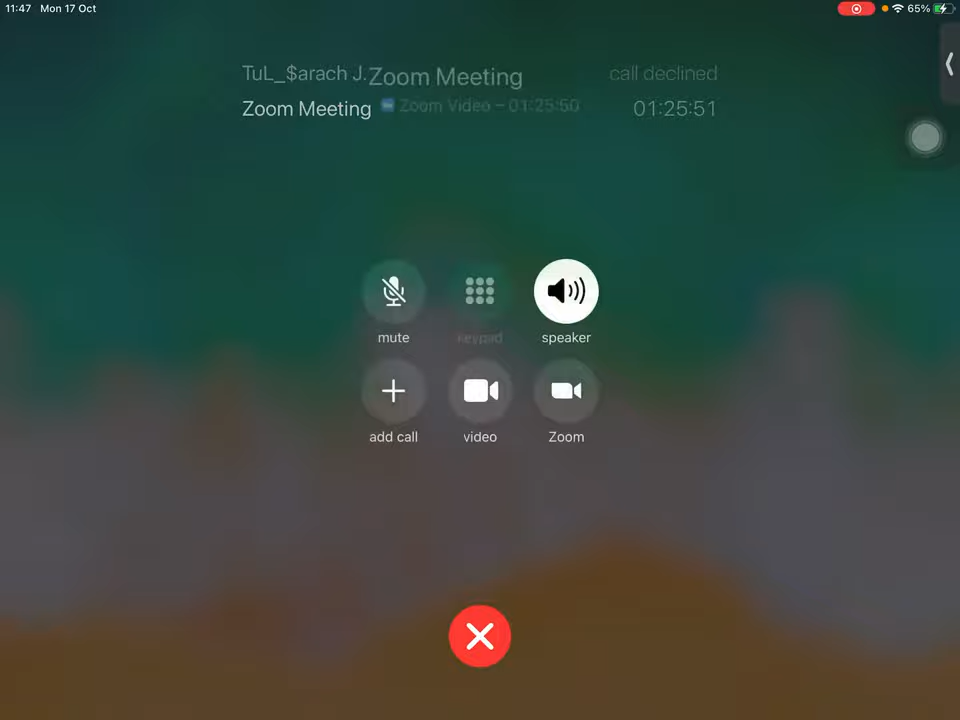 11:47 Mon 17 Oct 65%
TuL_$arach J. Zoom Meeting call declined
Zoom Meeting Zoom Video – 01:25:50 01:25:51
mute keypad speaker
add call video Zoom